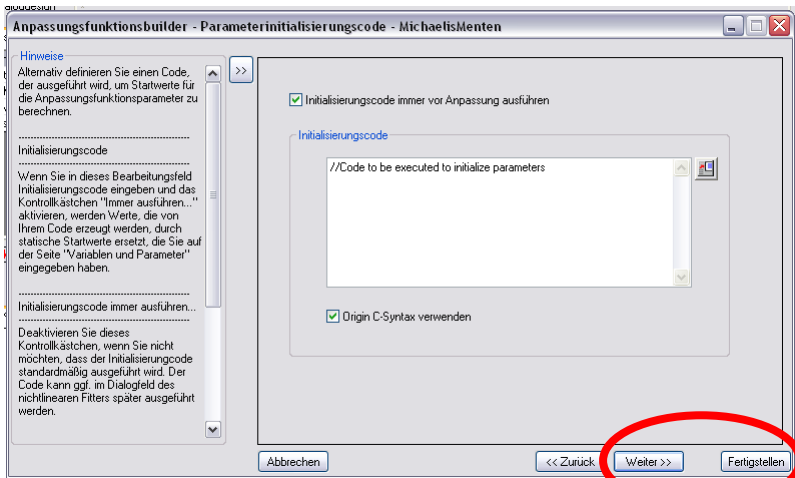 Anpassungsfunktionsbuilder - Parameterinitialisierungscode - MichaelisMenten
Hinweise
Alternativ definieren Sie einen Code,
der ausgeführt wird, um Startwerte für
die Anpassungsfunktionsparameter zu
berechnen.
Initialisierungscode
Wenn Sie in dieses Bearbeitungsfeld
Initialisierungscode eingeben und das
Kontrollkästchen "Immer ausführen..."
aktivieren, werden Werte, die von
Ihrem Code erzeugt werden, durch
statische Startwerte ersetzt, die Sie auf
der Seite "Variablen und Parameter"
eingegeben haben.
Initialisierungscode immer ausführen...
Deaktivieren Sie dieses
Kontrollkästchen, wenn Sie nicht
möchten, dass der Initialisierungcode
standardmäßig ausgeführt wird. Der
Code kann ggf. im Dialogfeld des
nichtlinearen Fitters später ausgeführt
werden.
>>
Initialisierungscode immer vor Anpassung ausführen
Initialisierungscode
//Code to be executed to initialize parameters
Origin C-Syntax verwenden
Abbrechen
<< Zurück
Weiter >>
Fertigstellen